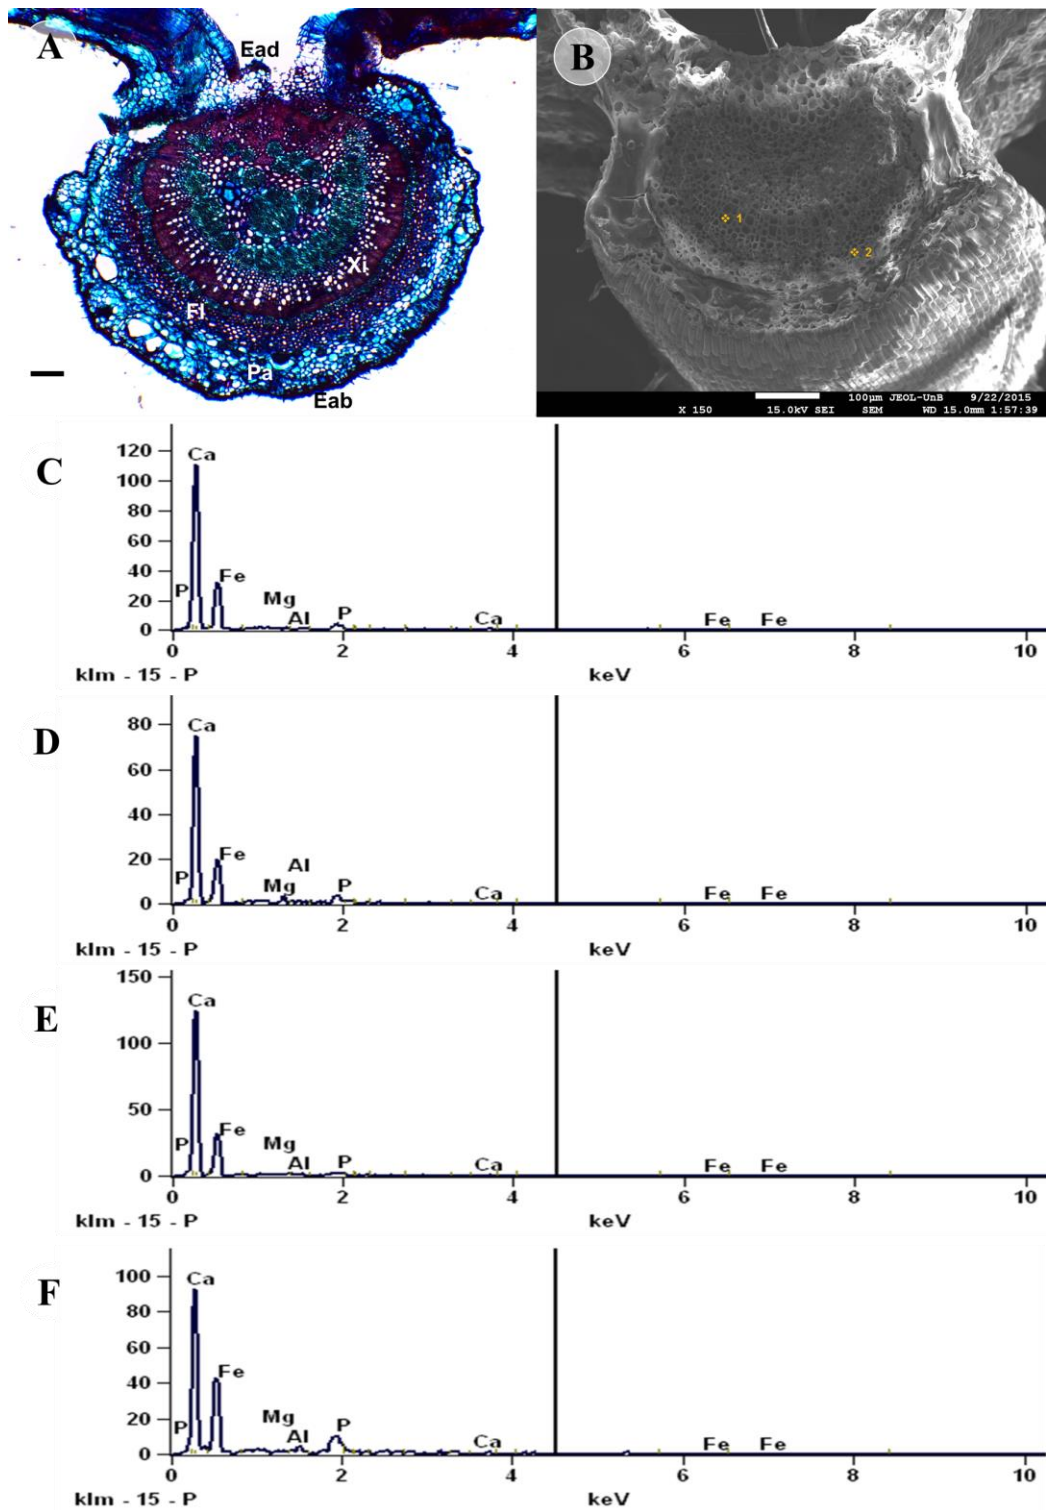 A
Ead
Xl
Fl
Pa
Eab
B
1
2
100µm JEOL-UnB 9/22/2015
X 150 15.0kV SEI SEM WD 15.0mm 1:57:39
C
120
100
80
60
40
20
0
Ca
P
Fe
Mg
Al
P
Ca
Fe
Fe
0 2 4 6 8 10
klm - 15 - P keV
D
80
60
40
20
0
Ca
P
Fe
Al
Mg
P
Ca
Fe
Fe
0 2 4 6 8 10
klm - 15 - P keV
E
150
100
50
0
Ca
P
Fe
Mg
Al
P
Ca
Fe
Fe
0 2 4 6 8 10
klm - 15 - P keV
F
100
80
60
40
20
0
Ca
P
Fe
Mg
Al
P
Ca
Fe
Fe
0 2 4 6 8 10
klm - 15 - P keV